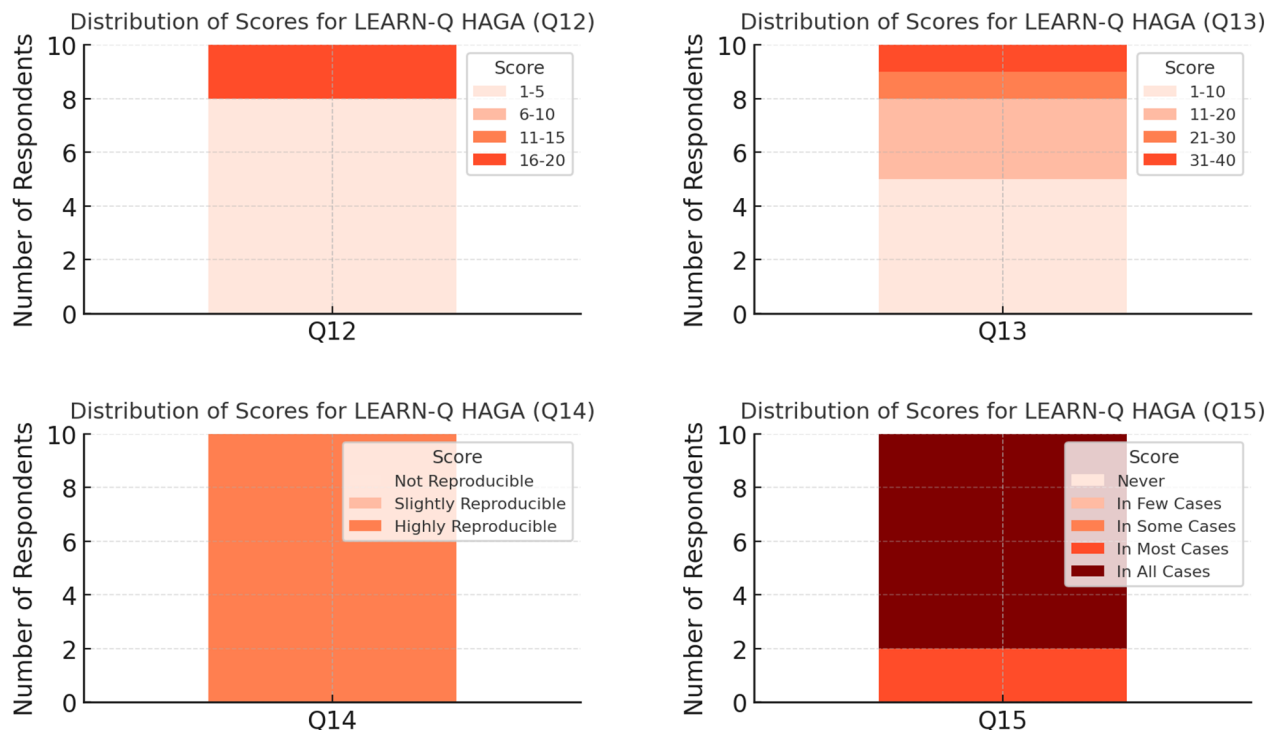 Distribution of Scores for LEARN-Q HAGA (Q12)
Number of Respondents
10
8
6
4
2
0
Score
1-5
6-10
11-15
16-20
Q12
Distribution of Scores for LEARN-Q HAGA (Q13)
Number of Respondents
10
8
6
4
2
0
Score
1-10
11-20
21-30
31-40
Q13
Distribution of Scores for LEARN-Q HAGA (Q14)
Number of Respondents
10
8
6
4
2
0
Score
Not Reproducible
Slightly Reproducible
Highly Reproducible
Q14
Distribution of Scores for LEARN-Q HAGA (Q15)
Number of Respondents
10
8
6
4
2
0
Score
Never
In Few Cases
In Some Cases
In Most Cases
In All Cases
Q15